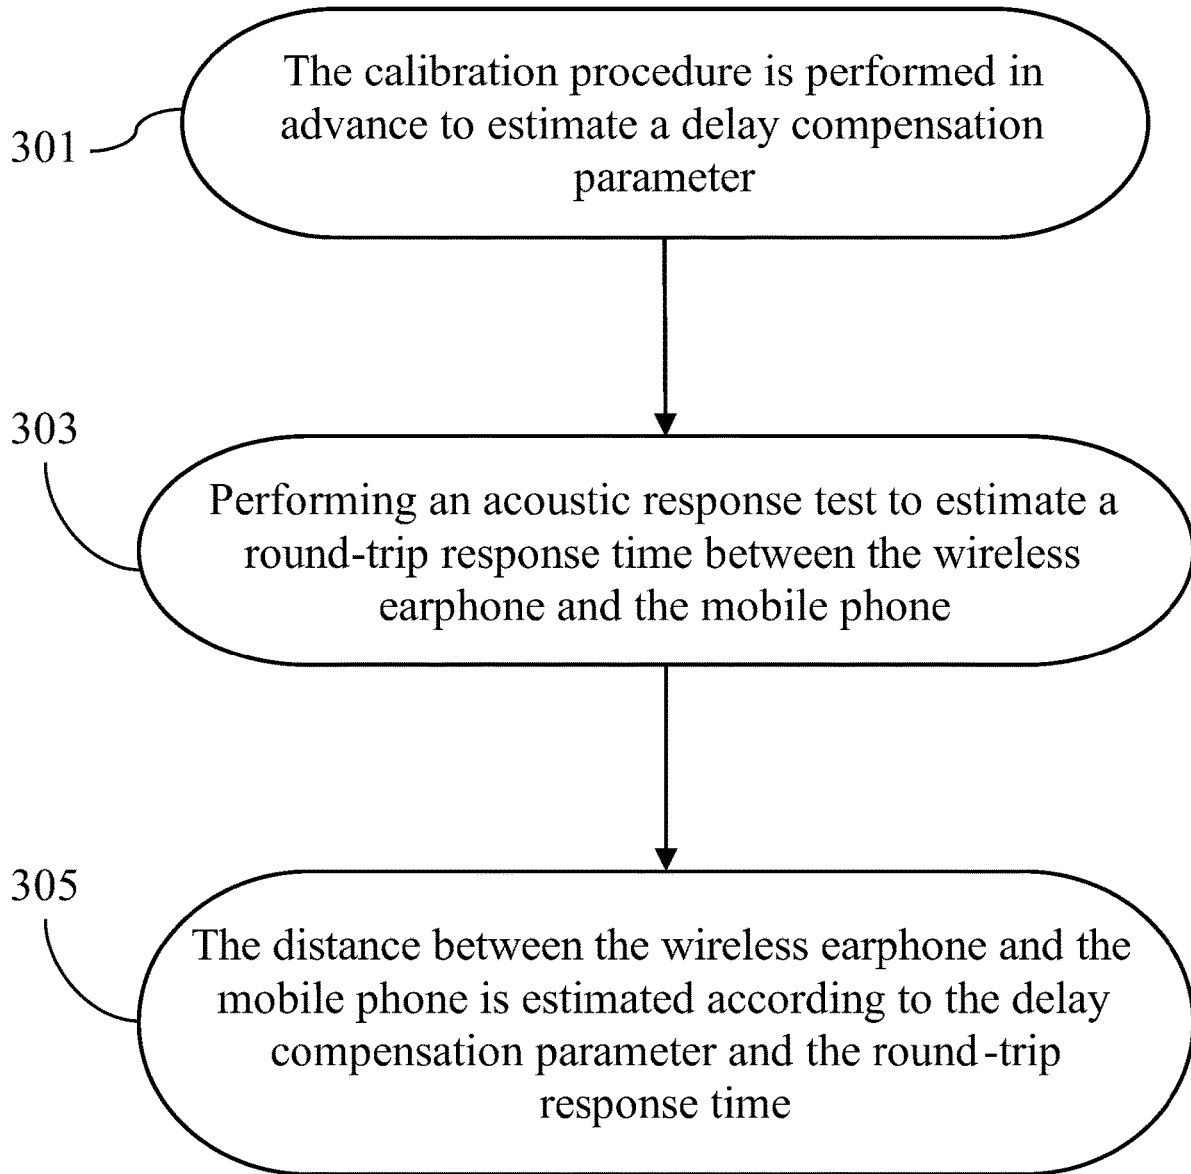 The calibration procedure is performed in
advance to estimate a delay compensation
parameter
301
303
Performing an acoustic response test to estimate a
round-trip response time between the wireless
earphone and the mobile phone
305
The distance between the wireless earphone and the
mobile phone is estimated according to the delay
compensation parameter and the round-trip
response time